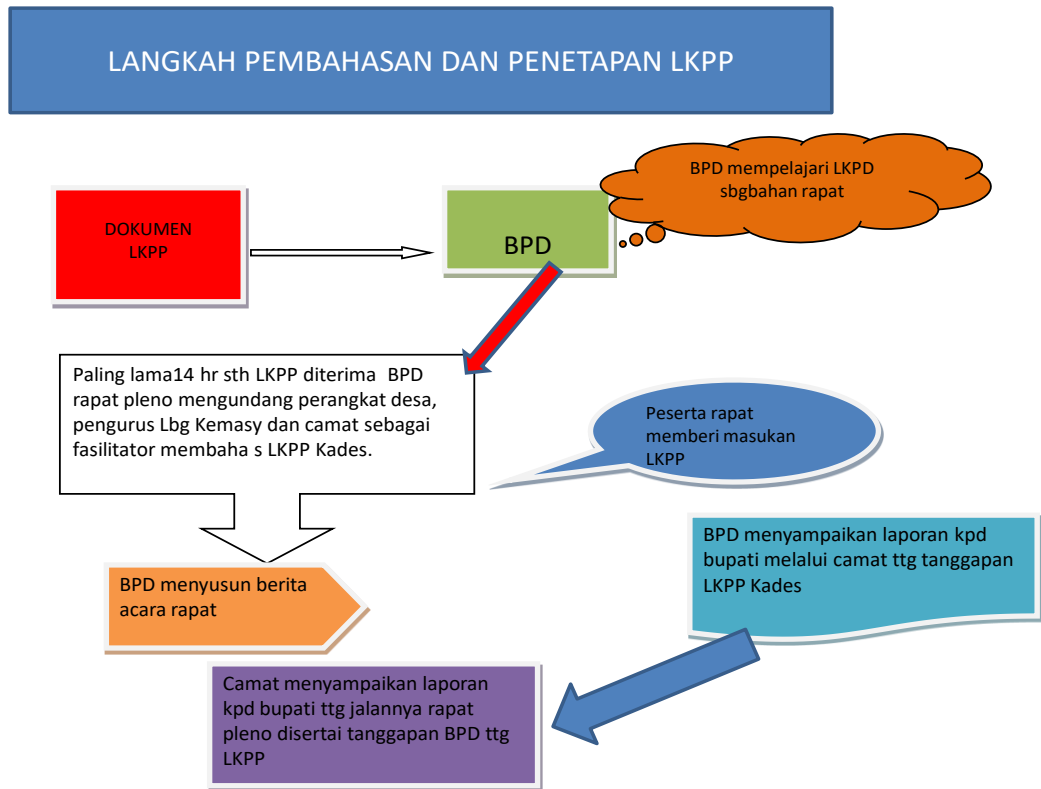 LANGKAH PEMBAHASAN DAN PENETAPAN LKPP
BPD mempelajari LKPD
sbgbahan rapat
DOKUMEN
LKPP
BPD
Paling lama14 hr sth LKPP diterima  BPD
rapat pleno mengundang perangkat desa,
pengurus Lbg Kemasy dan camat sebagai
fasilitator membaha s LKPP Kades.
Peserta rapat
memberi masukan
LKPP
BPD menyampaikan laporan kpd
bupati melalui camat ttg tanggapan
LKPP Kades
BPD menyusun berita
acara rapat
Camat menyampaikan laporan
kpd bupati ttg jalannya rapat
pleno disertai tanggapan BPD ttg
LKPP